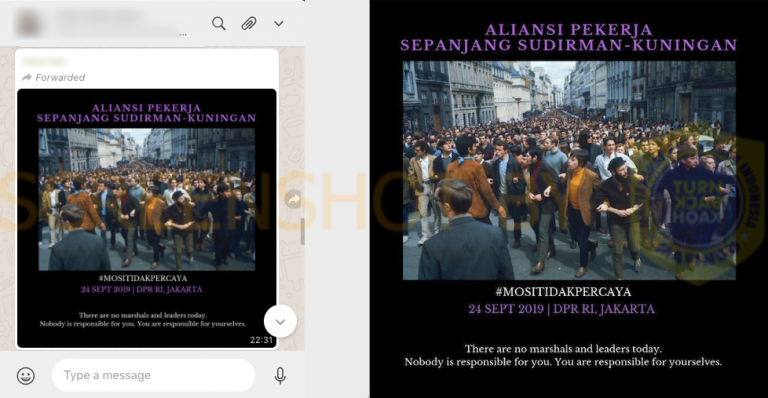 ...
Forwarded
ALIANSI PEKERJA
SEPANJANG SUDIRMAN-KUNINGAN
#MOSITIDAKPERCAYA
24 SEPT 2019 | DPR RI, JAKARTA
There are no marshals and leaders today.
Nobody is responsible for you. You are responsible for yourselves.
22:31
Type a message
ALIANSI PEKERJA
SEPANJANG SUDIRMAN-KUNINGAN
#MOSITIDAKPERCAYA
24 SEPT 2019 | DPR RI, JAKARTA
There are no marshals and leaders today.
Nobody is responsible for you. You are responsible for yourselves.
TURN
BACK
HOAX
INDONESIA